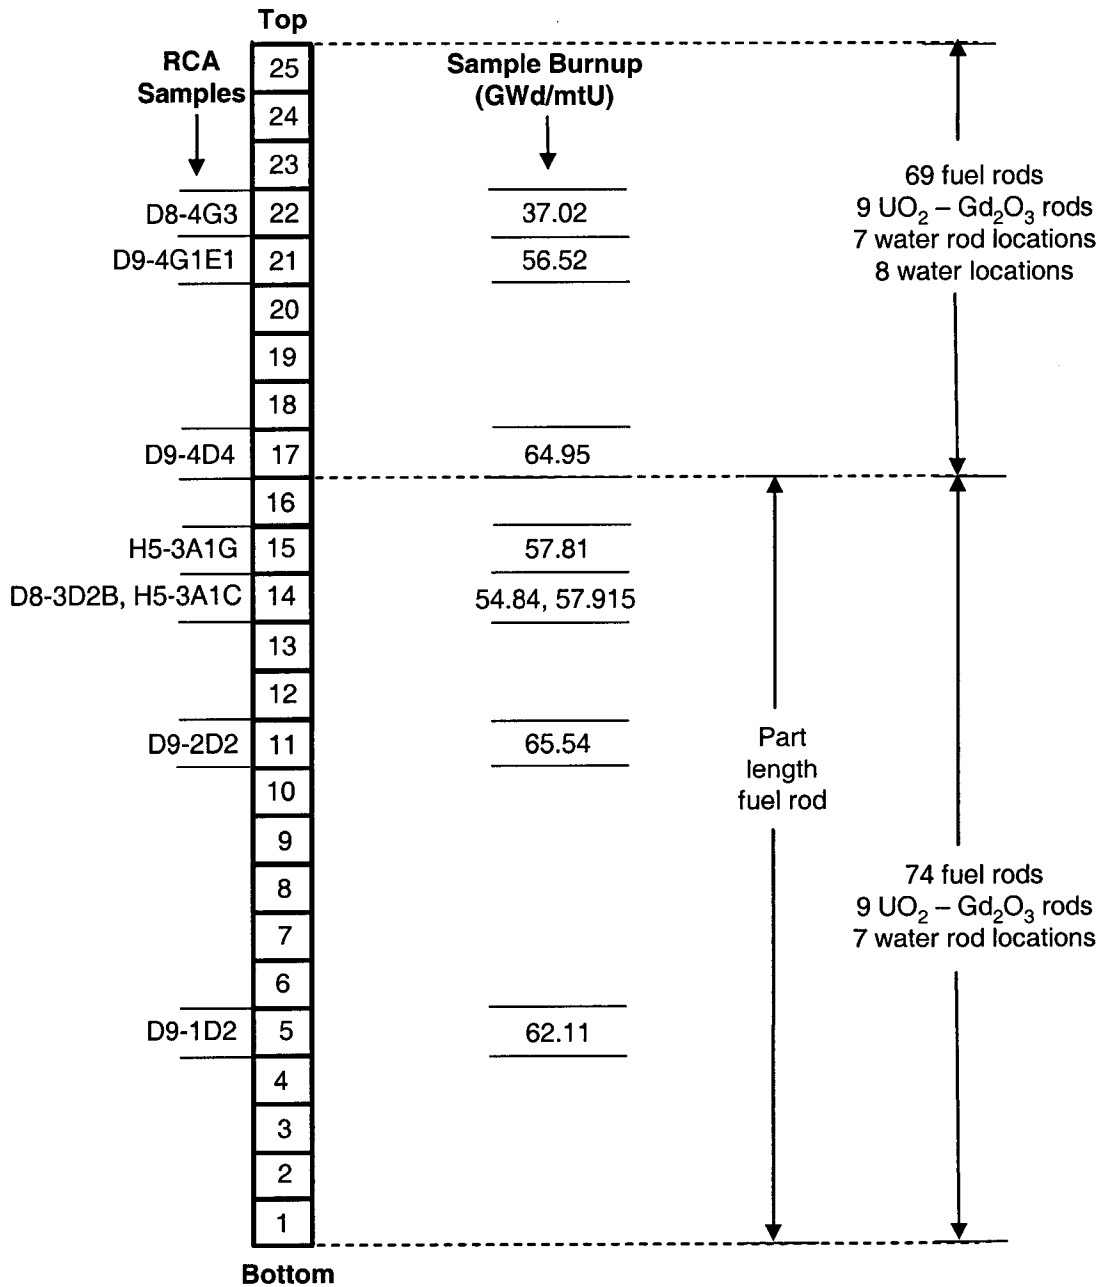 Top
RCA
Samples
Sample Burnup
(GWd/mtU)
25
24
23
D8-4G3 22 37.02
D9-4G1E1 21 56.52
20
19
18
D9-4D4 17 64.95
16
H5-3A1G 15 57.81
D8-3D2B, H5-3A1C 14 54.84, 57.915
13
12
D9-2D2 11 65.54
10
9
8
7
6
D9-1D2 5 62.11
4
3
2
1
Bottom
69 fuel rods
9 UO₂ – Gd₂O₃ rods
7 water rod locations
8 water locations
Part
length
fuel rod
74 fuel rods
9 UO₂ – Gd₂O₃ rods
7 water rod locations